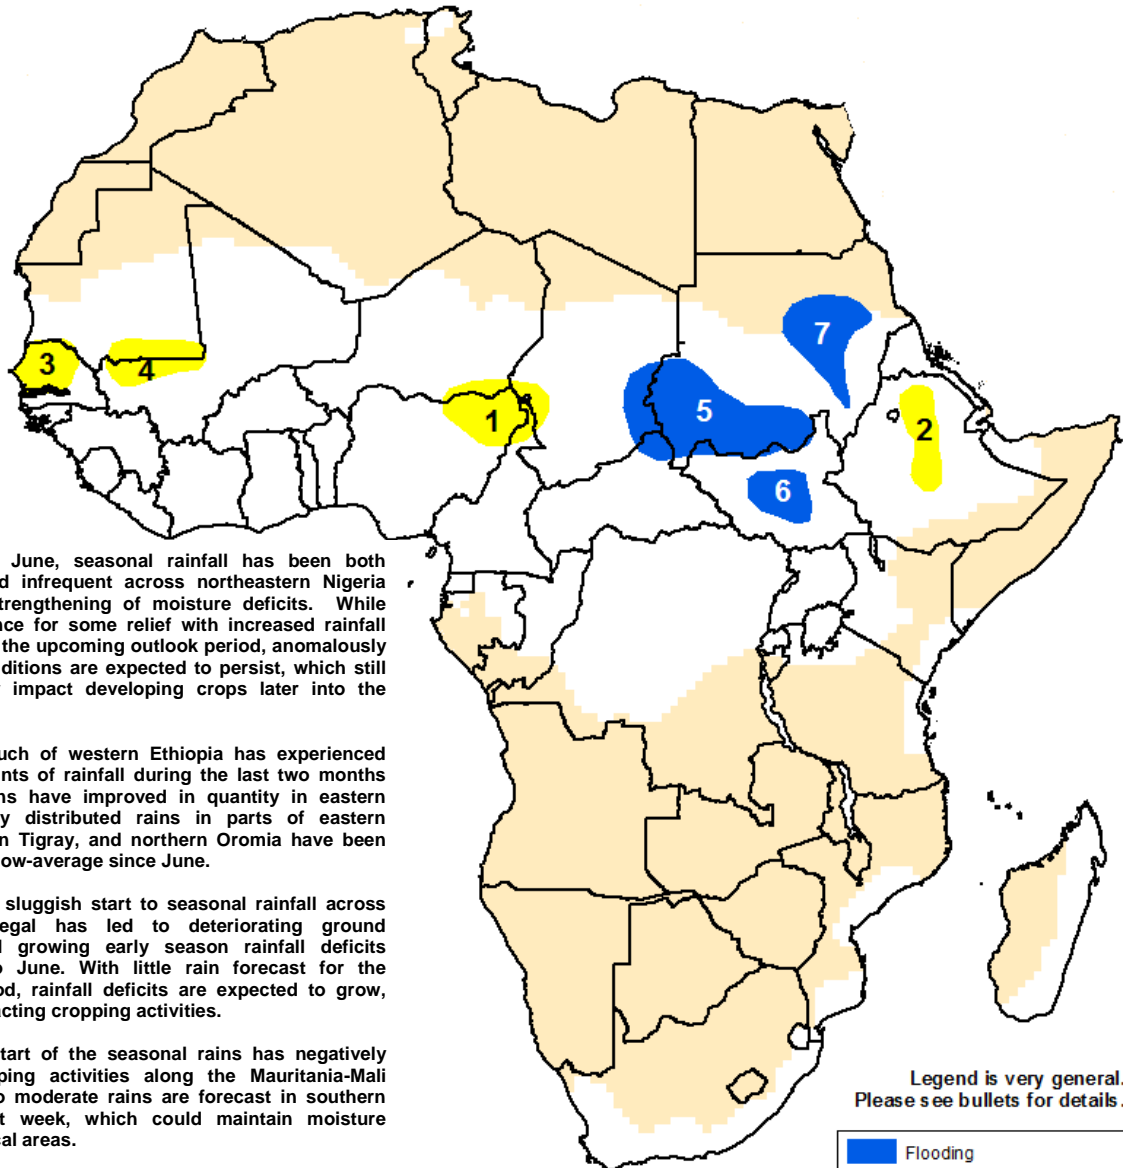 3
4
1
7
5
6
2
June, seasonal rainfall has been both
d infrequent across northeastern Nigeria
trengthening of moisture deficits. While
nce for some relief with increased rainfall
the upcoming outlook period, anomalously
nditions are expected to persist, which still
impact developing crops later into the
uch of western Ethiopia has experienced
nts of rainfall during the last two months
ns have improved in quantity in eastern
y distributed rains in parts of eastern
n Tigray, and northern Oromia have been
low-average since June.
sluggish start to seasonal rainfall across
egal has led to deteriorating ground
d growing early season rainfall deficits
o June. With little rain forecast for the
od, rainfall deficits are expected to grow,
acting cropping activities.
tart of the seasonal rains has negatively
ping activities along the Mauritania-Mali
o moderate rains are forecast in southern
t week, which could maintain moisture
cal areas.
Legend is very general.
Please see bullets for details.
Flooding